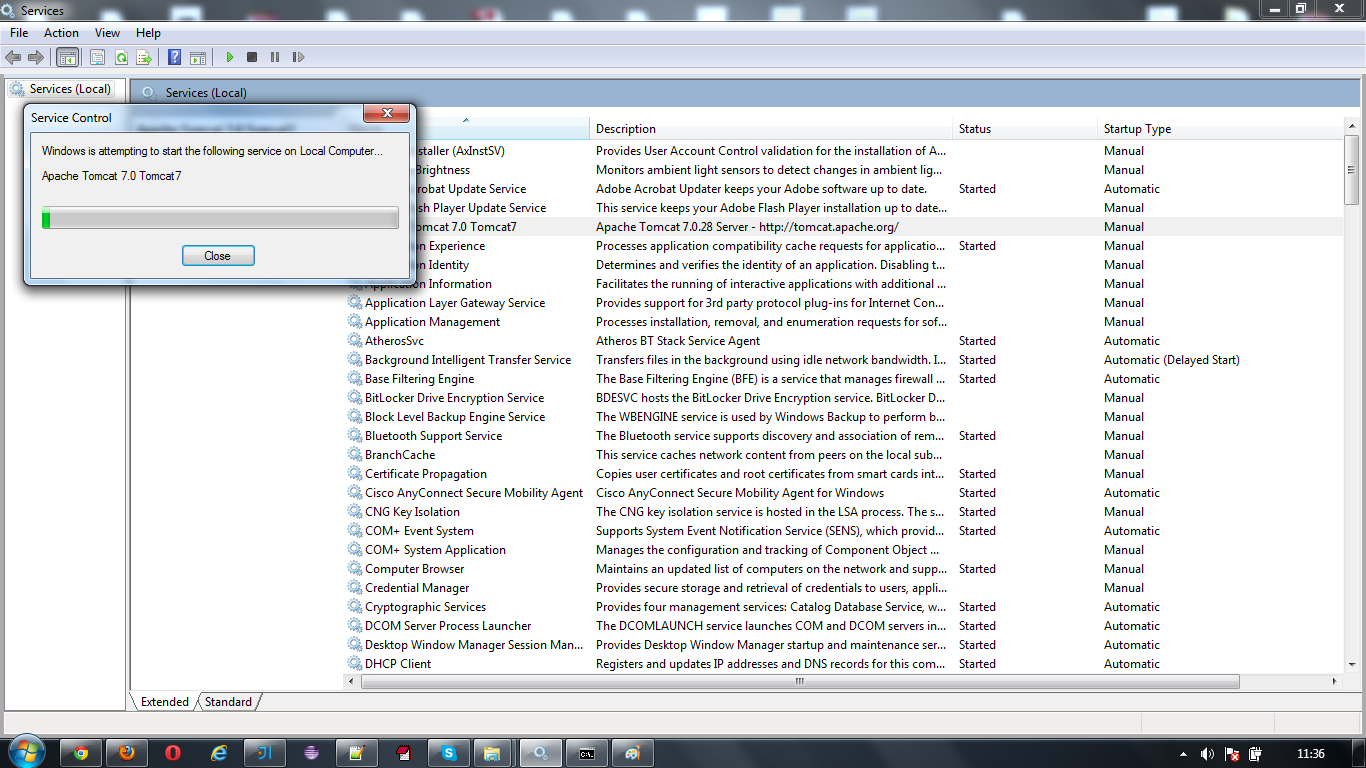 Services
File Action View Help
Services (Local)
Services (Local)
Service Control
Windows is attempting to start the following service on Local Computer...
Apache Tomcat 7.0 Tomcat7
Close
Description Status Startup Type
staller (AxInstSV) Provides User Account Control validation for the installation of A... Manual
Brightness Monitors ambient light sensors to detect changes in ambient lig... Manual
robat Update Service Adobe Acrobat Updater keeps your Adobe software up to date. Started Automatic
sh Player Update Service This service keeps your Adobe Flash Player installation up to date... Manual
omcat 7.0 Tomcat7 Apache Tomcat 7.0.28 Server - http://tomcat.apache.org/ Manual
on Experience Processes application compatibility cache requests for applicatio... Started Manual
on Identity Determines and verifies the identity of an application. Disabling t... Manual
Application Information Facilitates the running of interactive applications with additional ... Manual
Application Layer Gateway Service Provides support for 3rd party protocol plug-ins for Internet Con... Manual
Application Management Processes installation, removal, and enumeration requests for sof... Manual
AtherosSvc Atheros BT Stack Service Agent Started Automatic
Background Intelligent Transfer Service Transfers files in the background using idle network bandwidth. I... Started Automatic (Delayed Start)
Base Filtering Engine The Base Filtering Engine (BFE) is a service that manages firewall ... Started Automatic
BitLocker Drive Encryption Service BDESVC hosts the BitLocker Drive Encryption service. BitLocker D... Manual
Block Level Backup Engine Service The WBENGINE service is used by Windows Backup to perform b... Manual
Bluetooth Support Service The Bluetooth service supports discovery and association of rem... Started Manual
BranchCache This service caches network content from peers on the local sub... Manual
Certificate Propagation Copies user certificates and root certificates from smart cards int... Started Manual
Cisco AnyConnect Secure Mobility Agent Cisco AnyConnect Secure Mobility Agent for Windows Started Automatic
CNG Key Isolation The CNG key isolation service is hosted in the LSA process. The s... Started Manual
COM+ Event System Supports System Event Notification Service (SENS), which provid... Started Automatic
COM+ System Application Manages the configuration and tracking of Component Object ... Manual
Computer Browser Maintains an updated list of computers on the network and supp... Started Manual
Credential Manager Provides secure storage and retrieval of credentials to users, appli... Manual
Cryptographic Services Provides four management services: Catalog Database Service, w... Started Automatic
DCOM Server Process Launcher The DCOMLAUNCH service launches COM and DCOM servers in... Started Automatic
Desktop Window Manager Session Man... Provides Desktop Window Manager startup and maintenance ser... Started Automatic
DHCP Client Registers and updates IP addresses and DNS records for this com... Started Automatic
Extended Standard
11:36